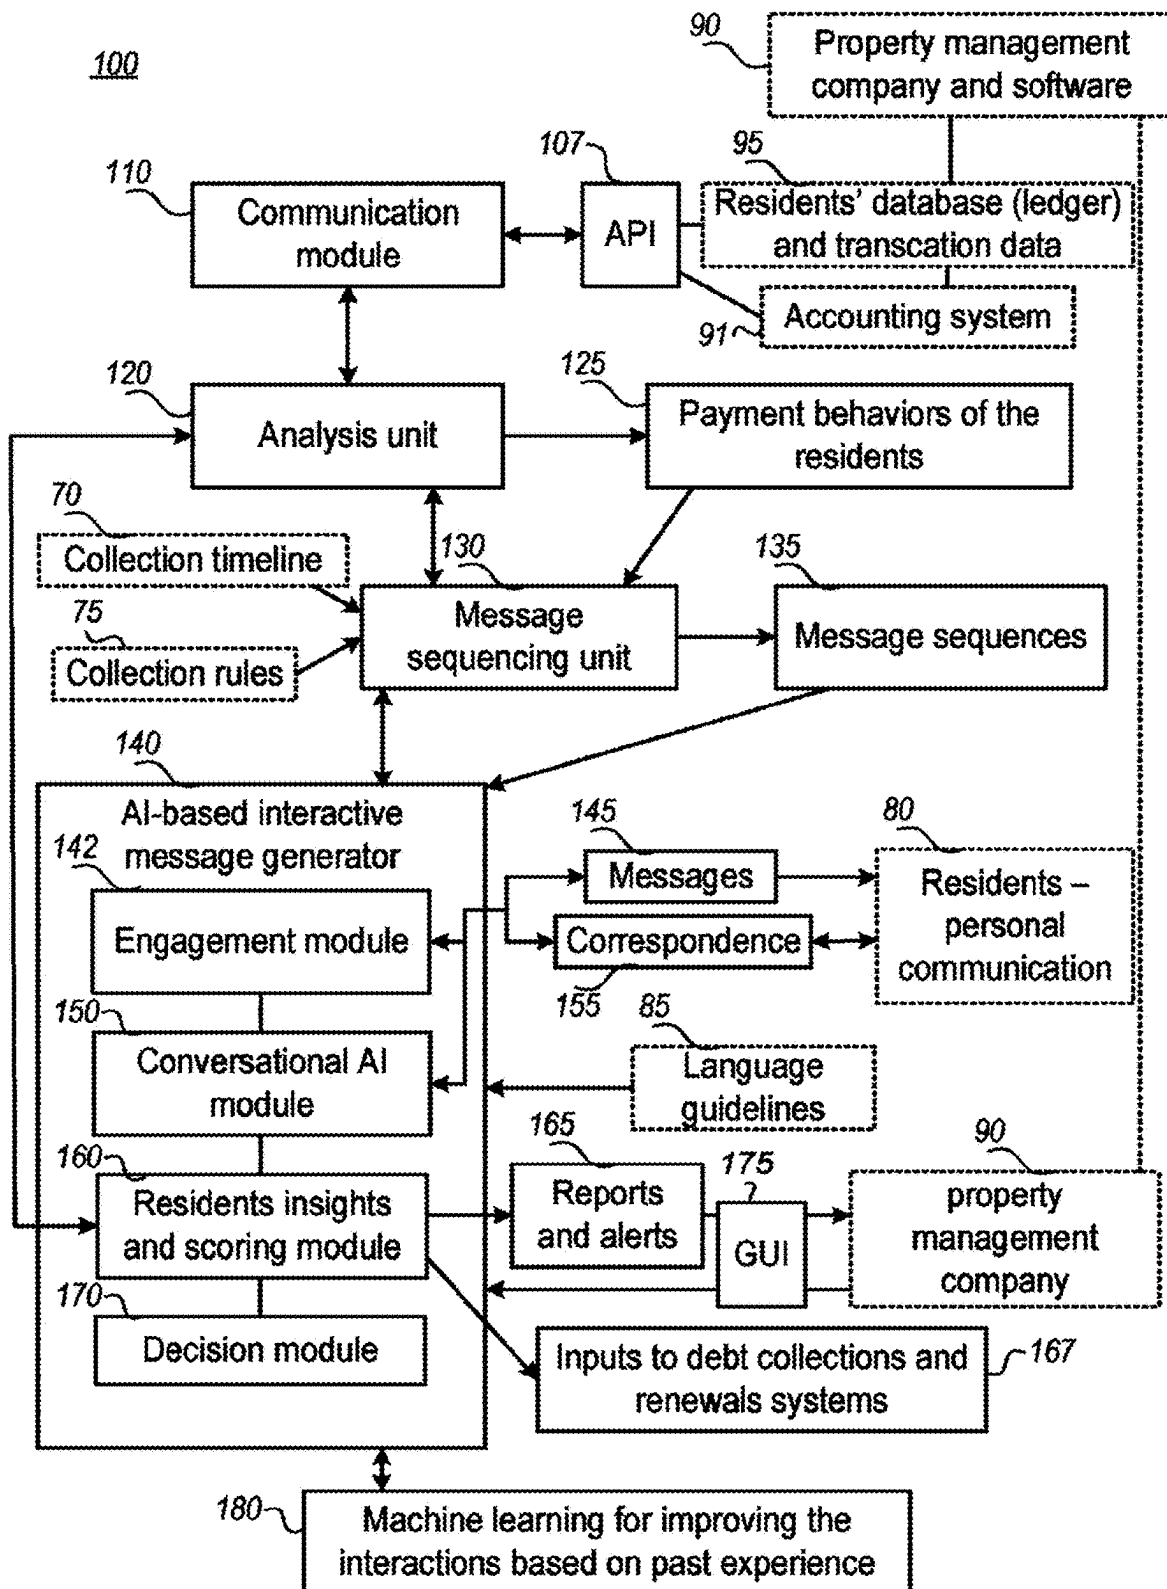 100
90
Property management
company and software
110
Communication
module
107
API
95
Residents' database (ledger)
and transcation data
91
Accounting system
120
Analysis unit
125
Payment behaviors of the
residents
70
Collection timeline
75
Collection rules
130
Message
sequencing unit
135
Message sequences
140
AI-based interactive
message generator
142
Engagement module
145
Messages
Correspondence
155
80
Residents –
personal
communication
150
Conversational AI
module
85
Language
guidelines
160
Residents insights
and scoring module
165
Reports
and alerts
175
GUI
90
property
management
company
170
Decision module
Inputs to debt collections and
renewals systems
167
180
Machine learning for improving the
interactions based on past experience